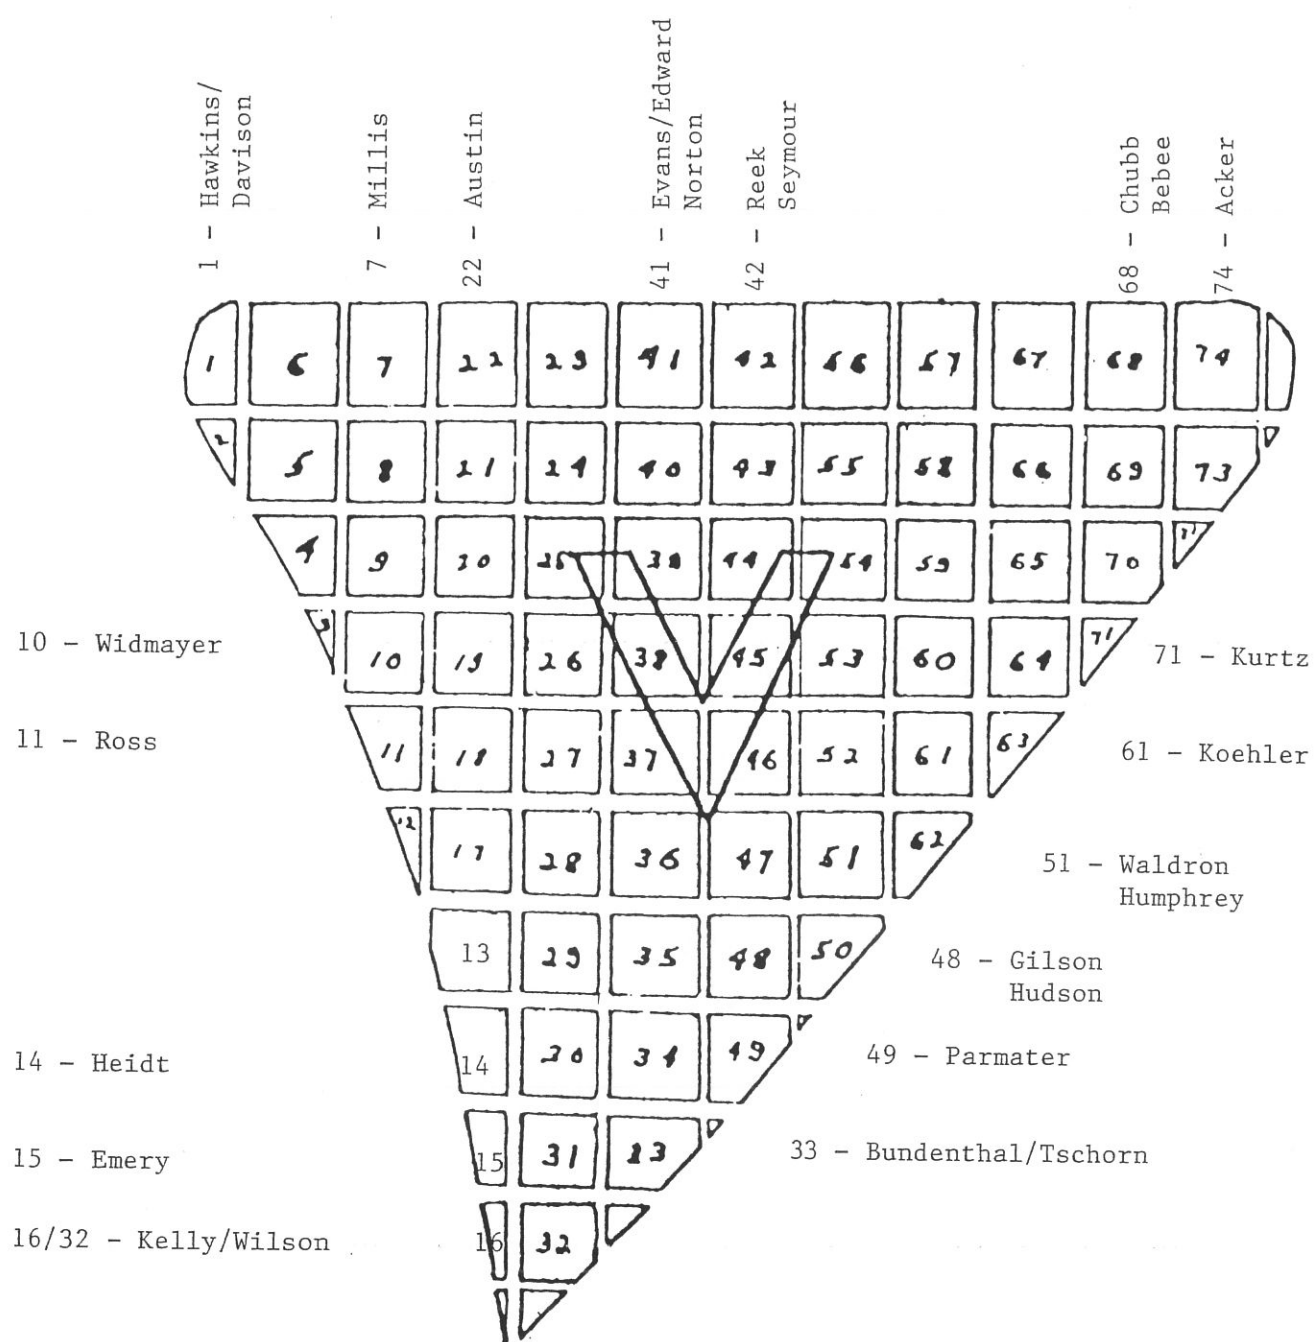 1 - Hawkins/
Davison
7 - Millis
22 - Austin
41 - Evans/Edward
Norton
42 - Reek
Seymour
68 - Chubb
Bebee
74 - Acker
1 6 7 22 23 41 42 56 57 67 68 74
2 5 8 21 24 40 43 55 58 66 69 73
4 9 20 25 39 44 54 59 65 70
10 - Widmayer
3 10 19 26 38 45 53 60 64 71
71 - Kurtz
11 - Ross
11 18 27 37 46 52 61 63
61 - Koehler
12 17 28 36 47 51 62
51 - Waldron
Humphrey
13 29 35 48 50
48 - Gilson
Hudson
14 - Heidt
14 30 34 49
49 - Parmater
15 - Emery
15 31 33
33 - Bundenthal/Tschorn
16/32 - Kelly/Wilson
16 32